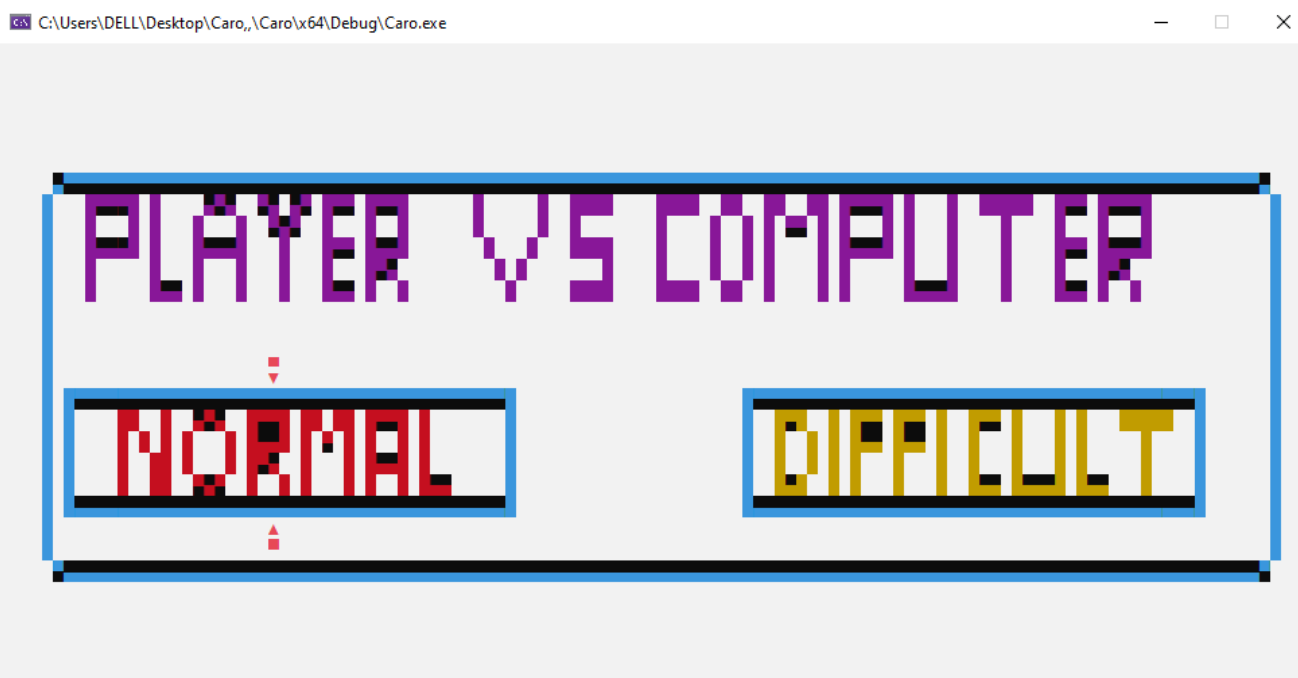 C:\Users\DELL\Desktop\Caro,,\Caro\x64\Debug\Caro.exe
PLAYER VS COMPUTER
NORMAL DIFFICULT